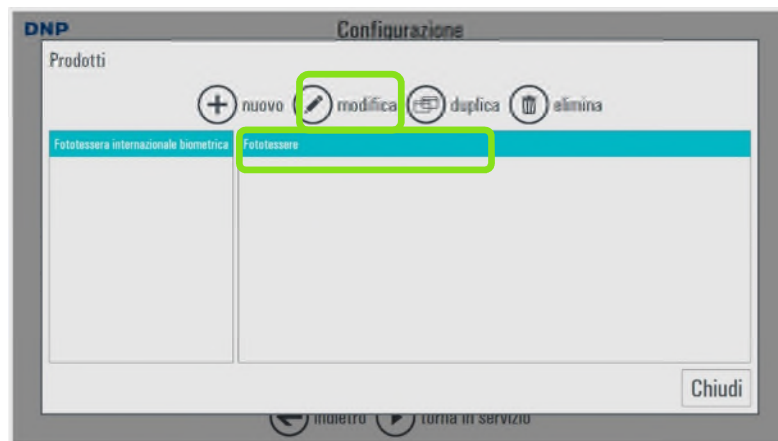 DNP Configurazione
Prodotti
nuovo modifica duplica elimina
Fototessera internazionale biometrica Fototessere
Chiudi
indietro torna in servizio